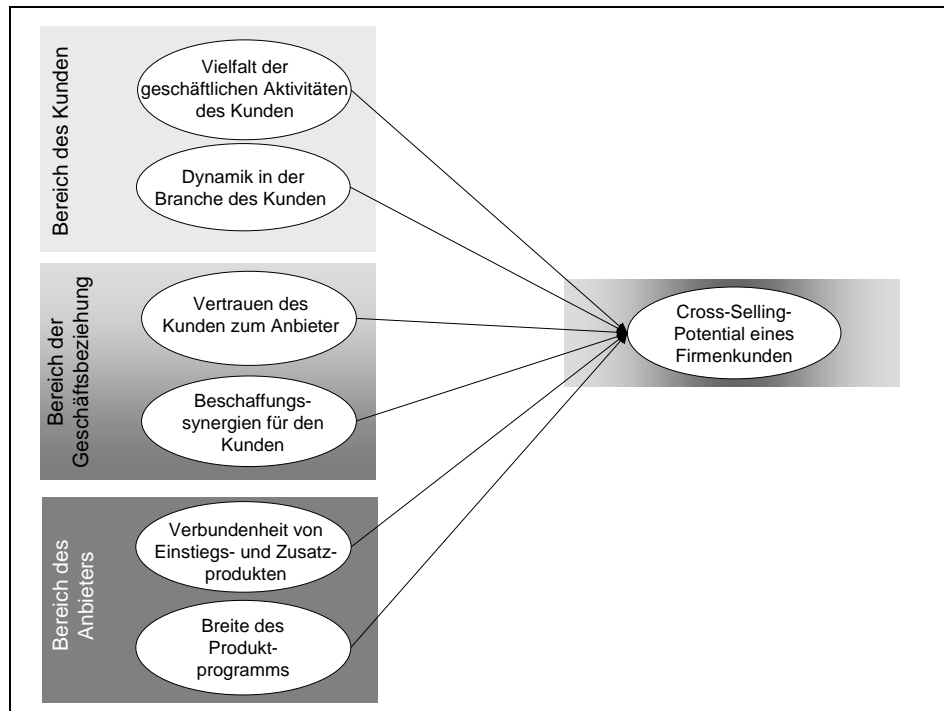 Bereich des Kunden
Vielfalt der
geschäftlichen Aktivitäten
des Kunden
Dynamik in der
Branche des Kunden
Bereich der
Geschäftsbeziehung
Vertrauen des
Kunden zum Anbieter
Beschaffungs-
synergien für den
Kunden
Bereich des
Anbieters
Verbundenheit von
Einstiegs- und Zusatz-
produkten
Breite des
Produkt-
programms
Cross-Selling-
Potential eines
Firmenkunden